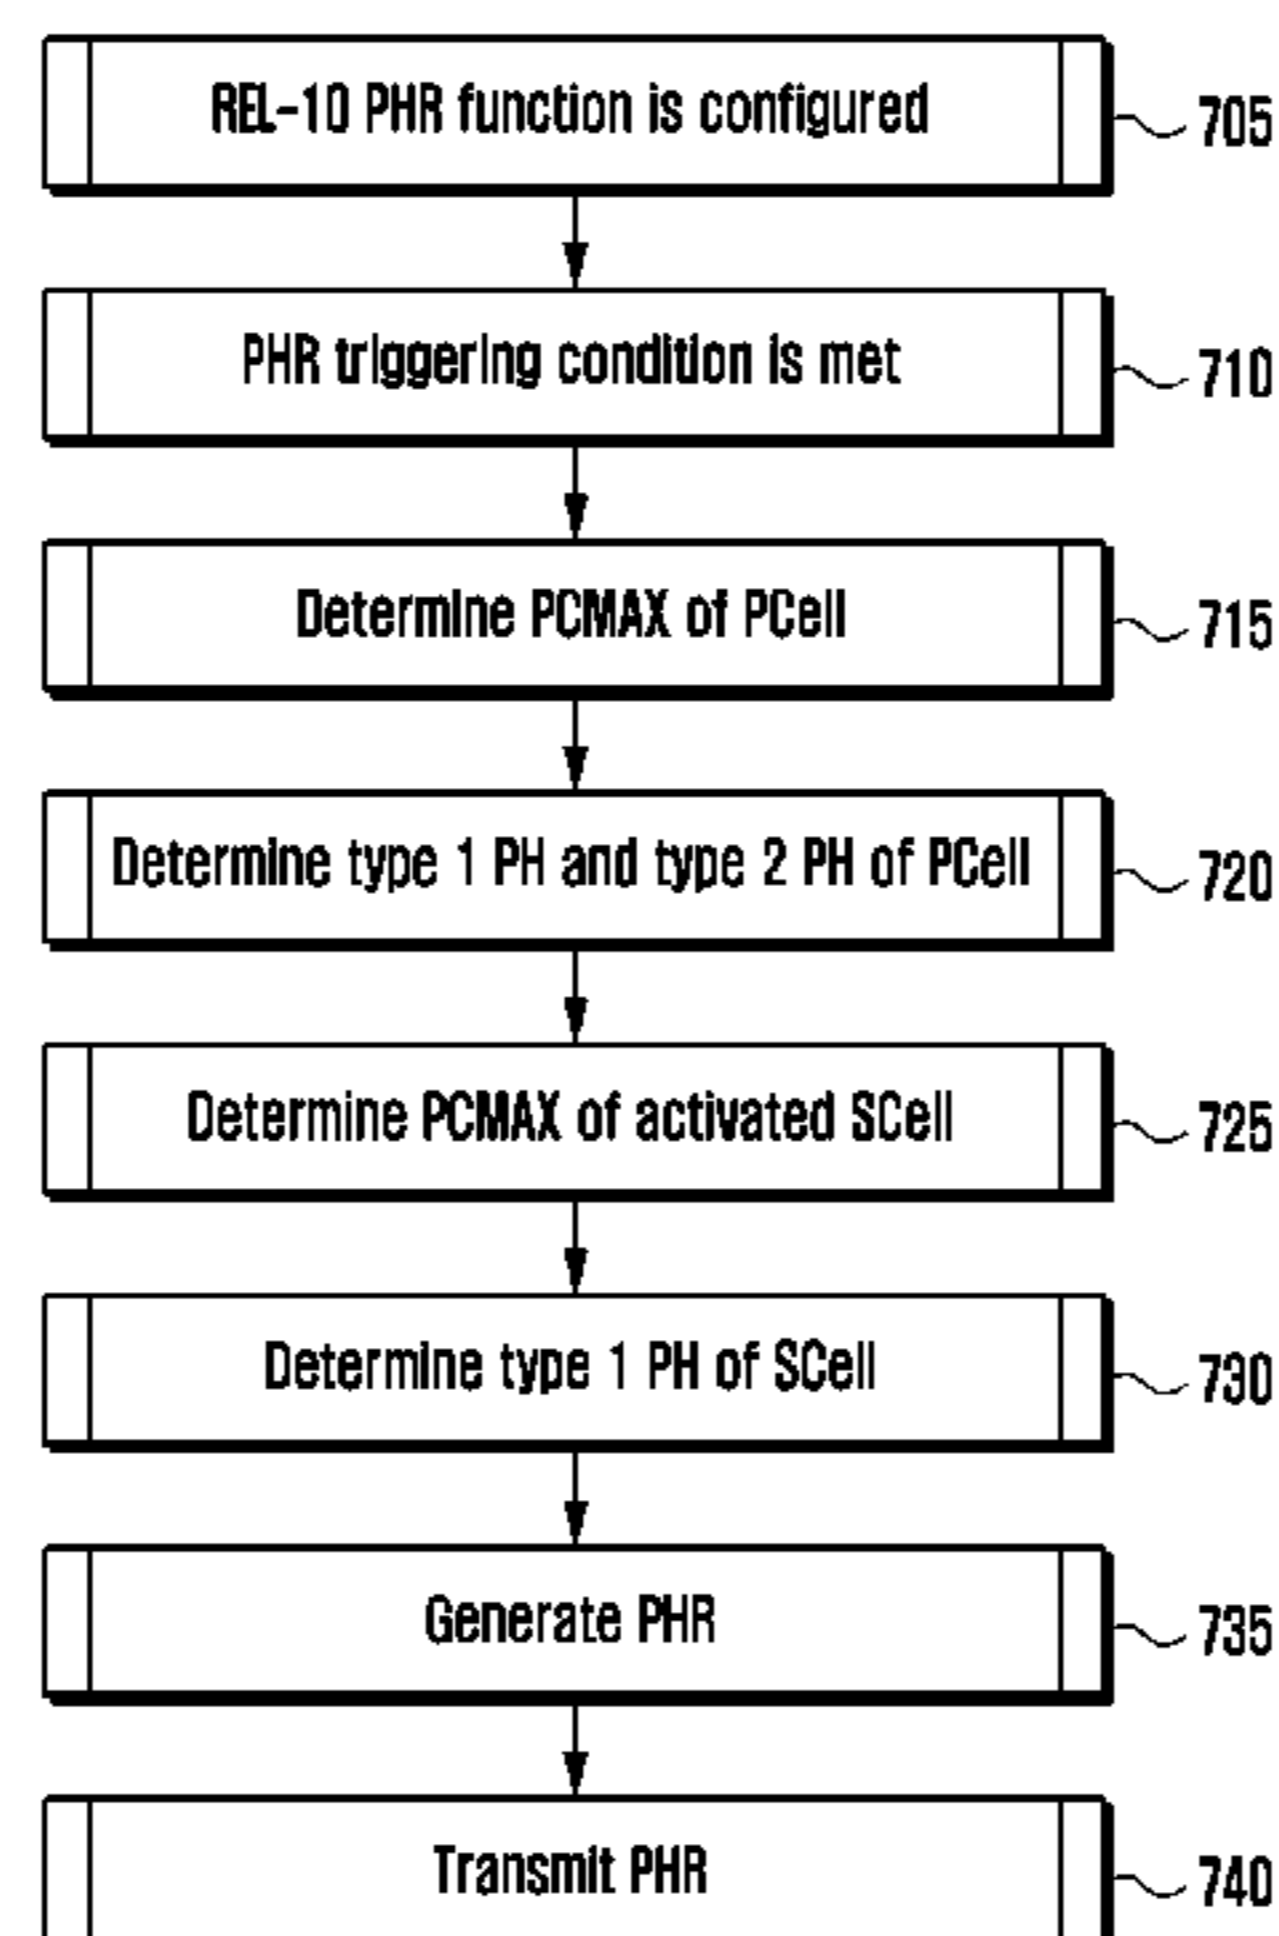 REL-10 PHR function is configured
705
PHR triggering condition is met
710
Determine PCMAX of PCell
715
Determine type 1 PH and type 2 PH of PCell
720
Determine PCMAX of activated SCell
725
Determine type 1 PH of SCell
730
Generate PHR
735
Transmit PHR
740